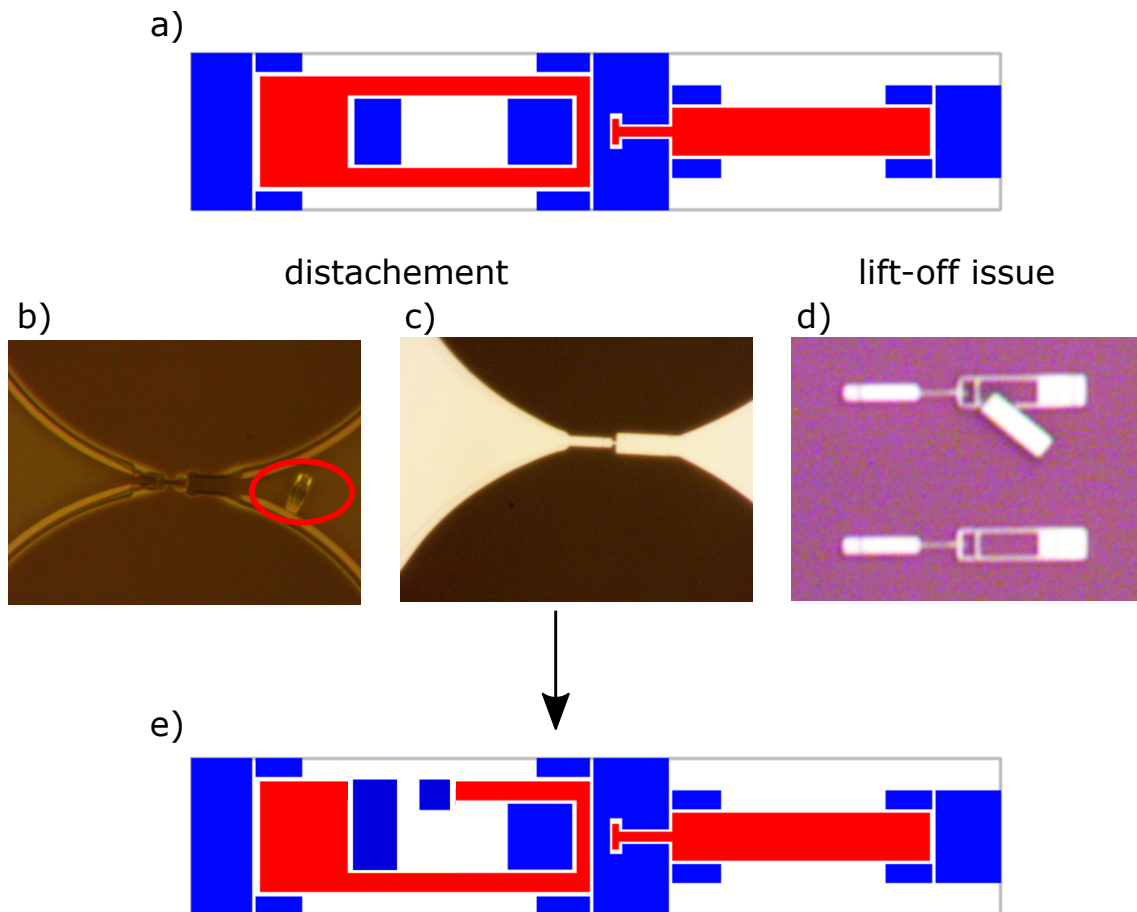 a)
distachement
lift-off issue
b)
c)
d)
e)